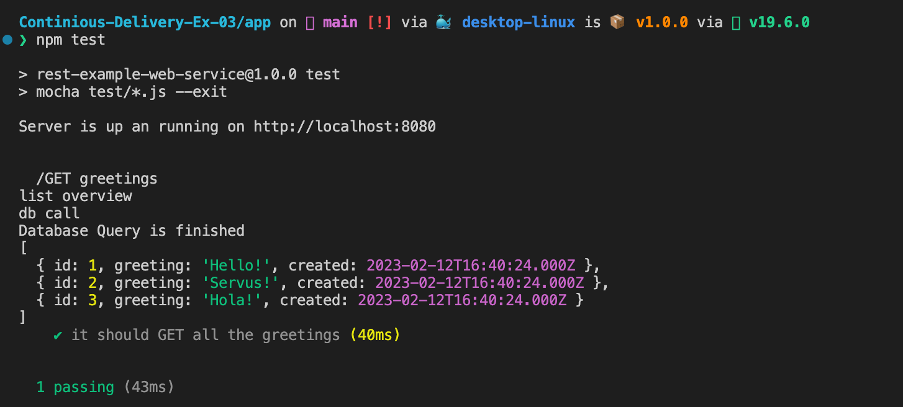 Continious-Delivery-Ex-03/app on main [!] via desktop-linux is v1.0.0 via v19.6.0
❯ npm test
> rest-example-web-service@1.0.0 test
> mocha test/*.js --exit
Server is up an running on http://localhost:8080
/GET greetings
list overview
db call
Database Query is finished
[
{ id: 1, greeting: 'Hello!', created: 2023-02-12T16:40:24.000Z },
{ id: 2, greeting: 'Servus!', created: 2023-02-12T16:40:24.000Z },
{ id: 3, greeting: 'Hola!', created: 2023-02-12T16:40:24.000Z }
]
✔ it should GET all the greetings (40ms)
1 passing (43ms)